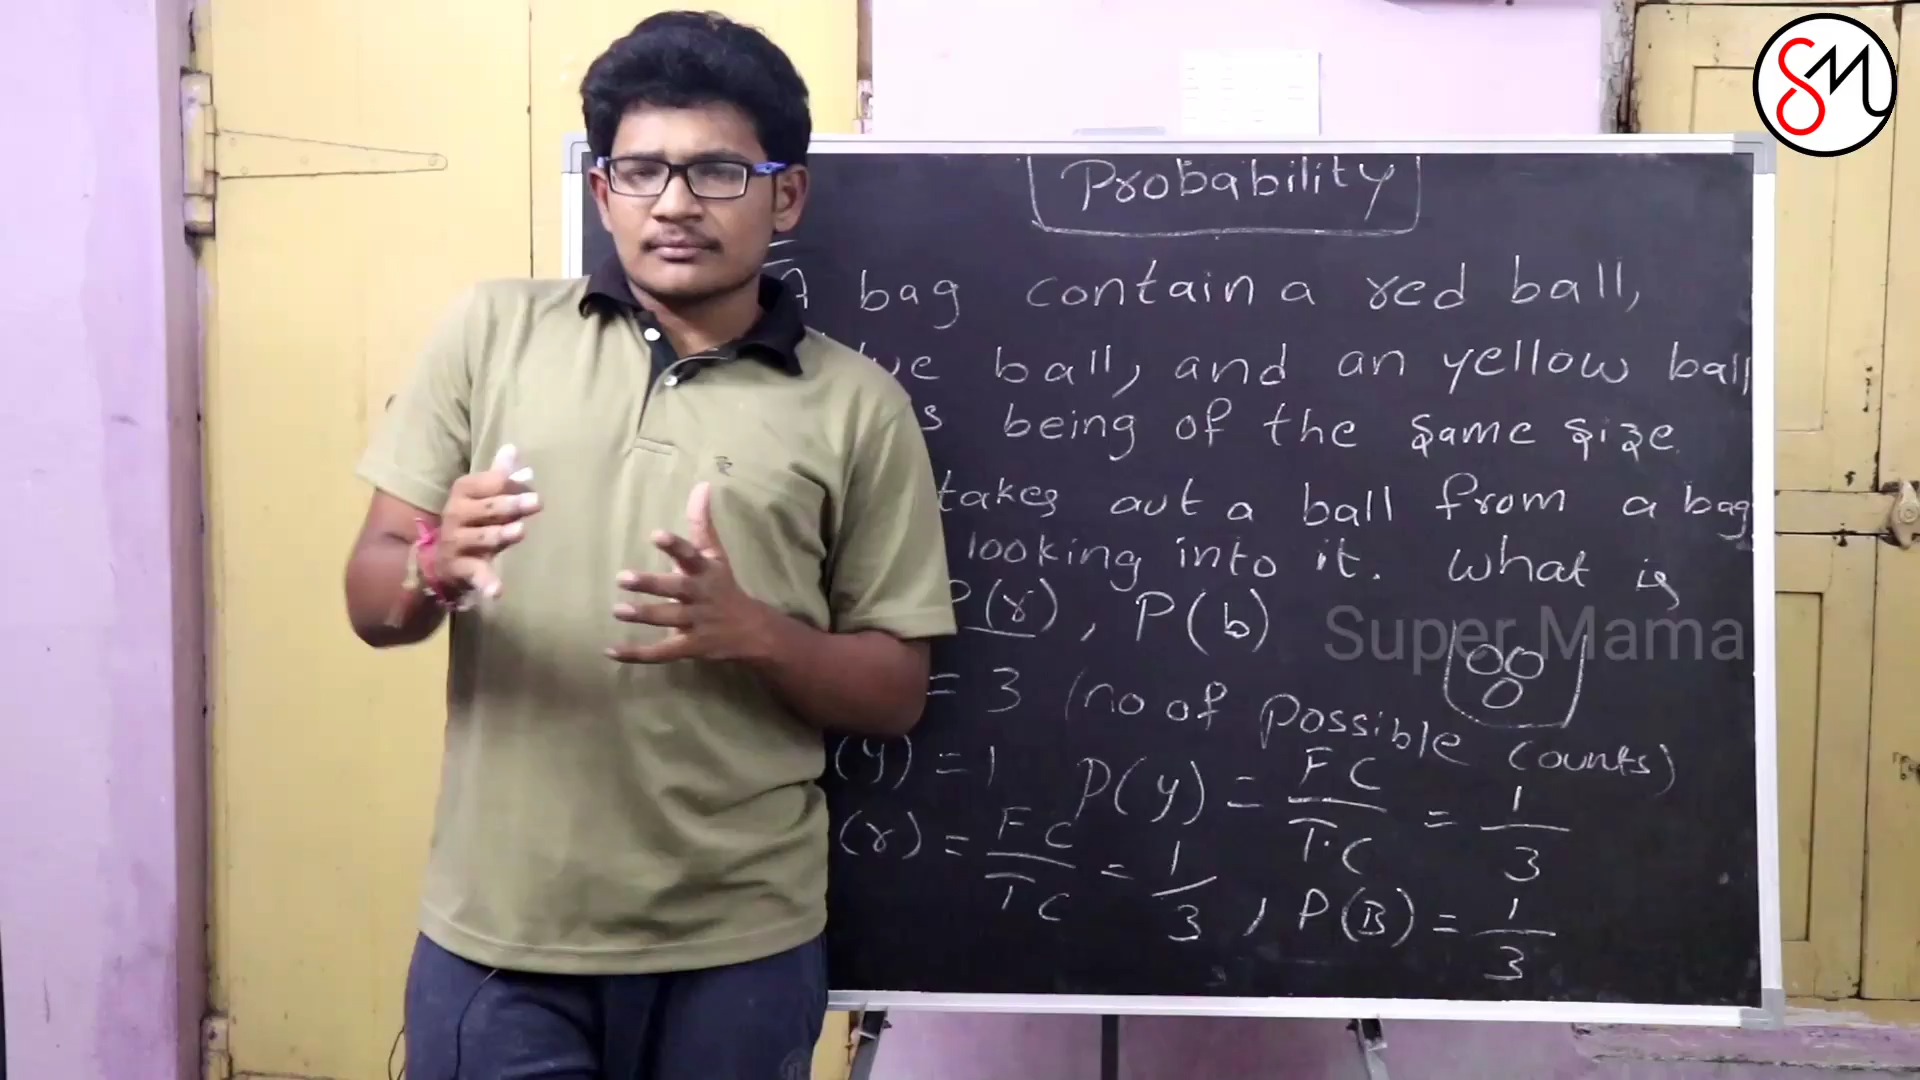 SM
Probability
A bag contain a red ball,
ball, and an yellow ball
being of the same size.
takes out a ball from a bag
looking into it. What is
P(r), P(b)
Super Mama
= 3 (no of possible counts)
(y) = 1 P(y) = FC/T.C = 1/3
(r) = FC/TC = 1/3, P(B) = 1/3